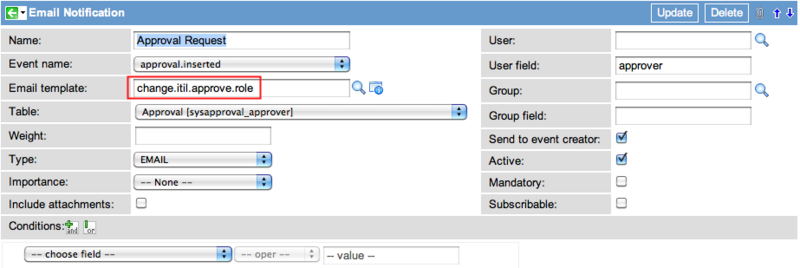 Email Notification Update Delete
Name: Approval Request User:
Event name: approval.inserted User field: approver
Email template: change.itil.approve.role Group:
Table: Approval [sysapproval_approver] Group field:
Weight: Send to event creator:
Type: EMAIL Active:
Importance: -- None -- Mandatory:
Include attachments: Subscribable:
Conditions: and or
-- choose field -- -- oper -- -- value --